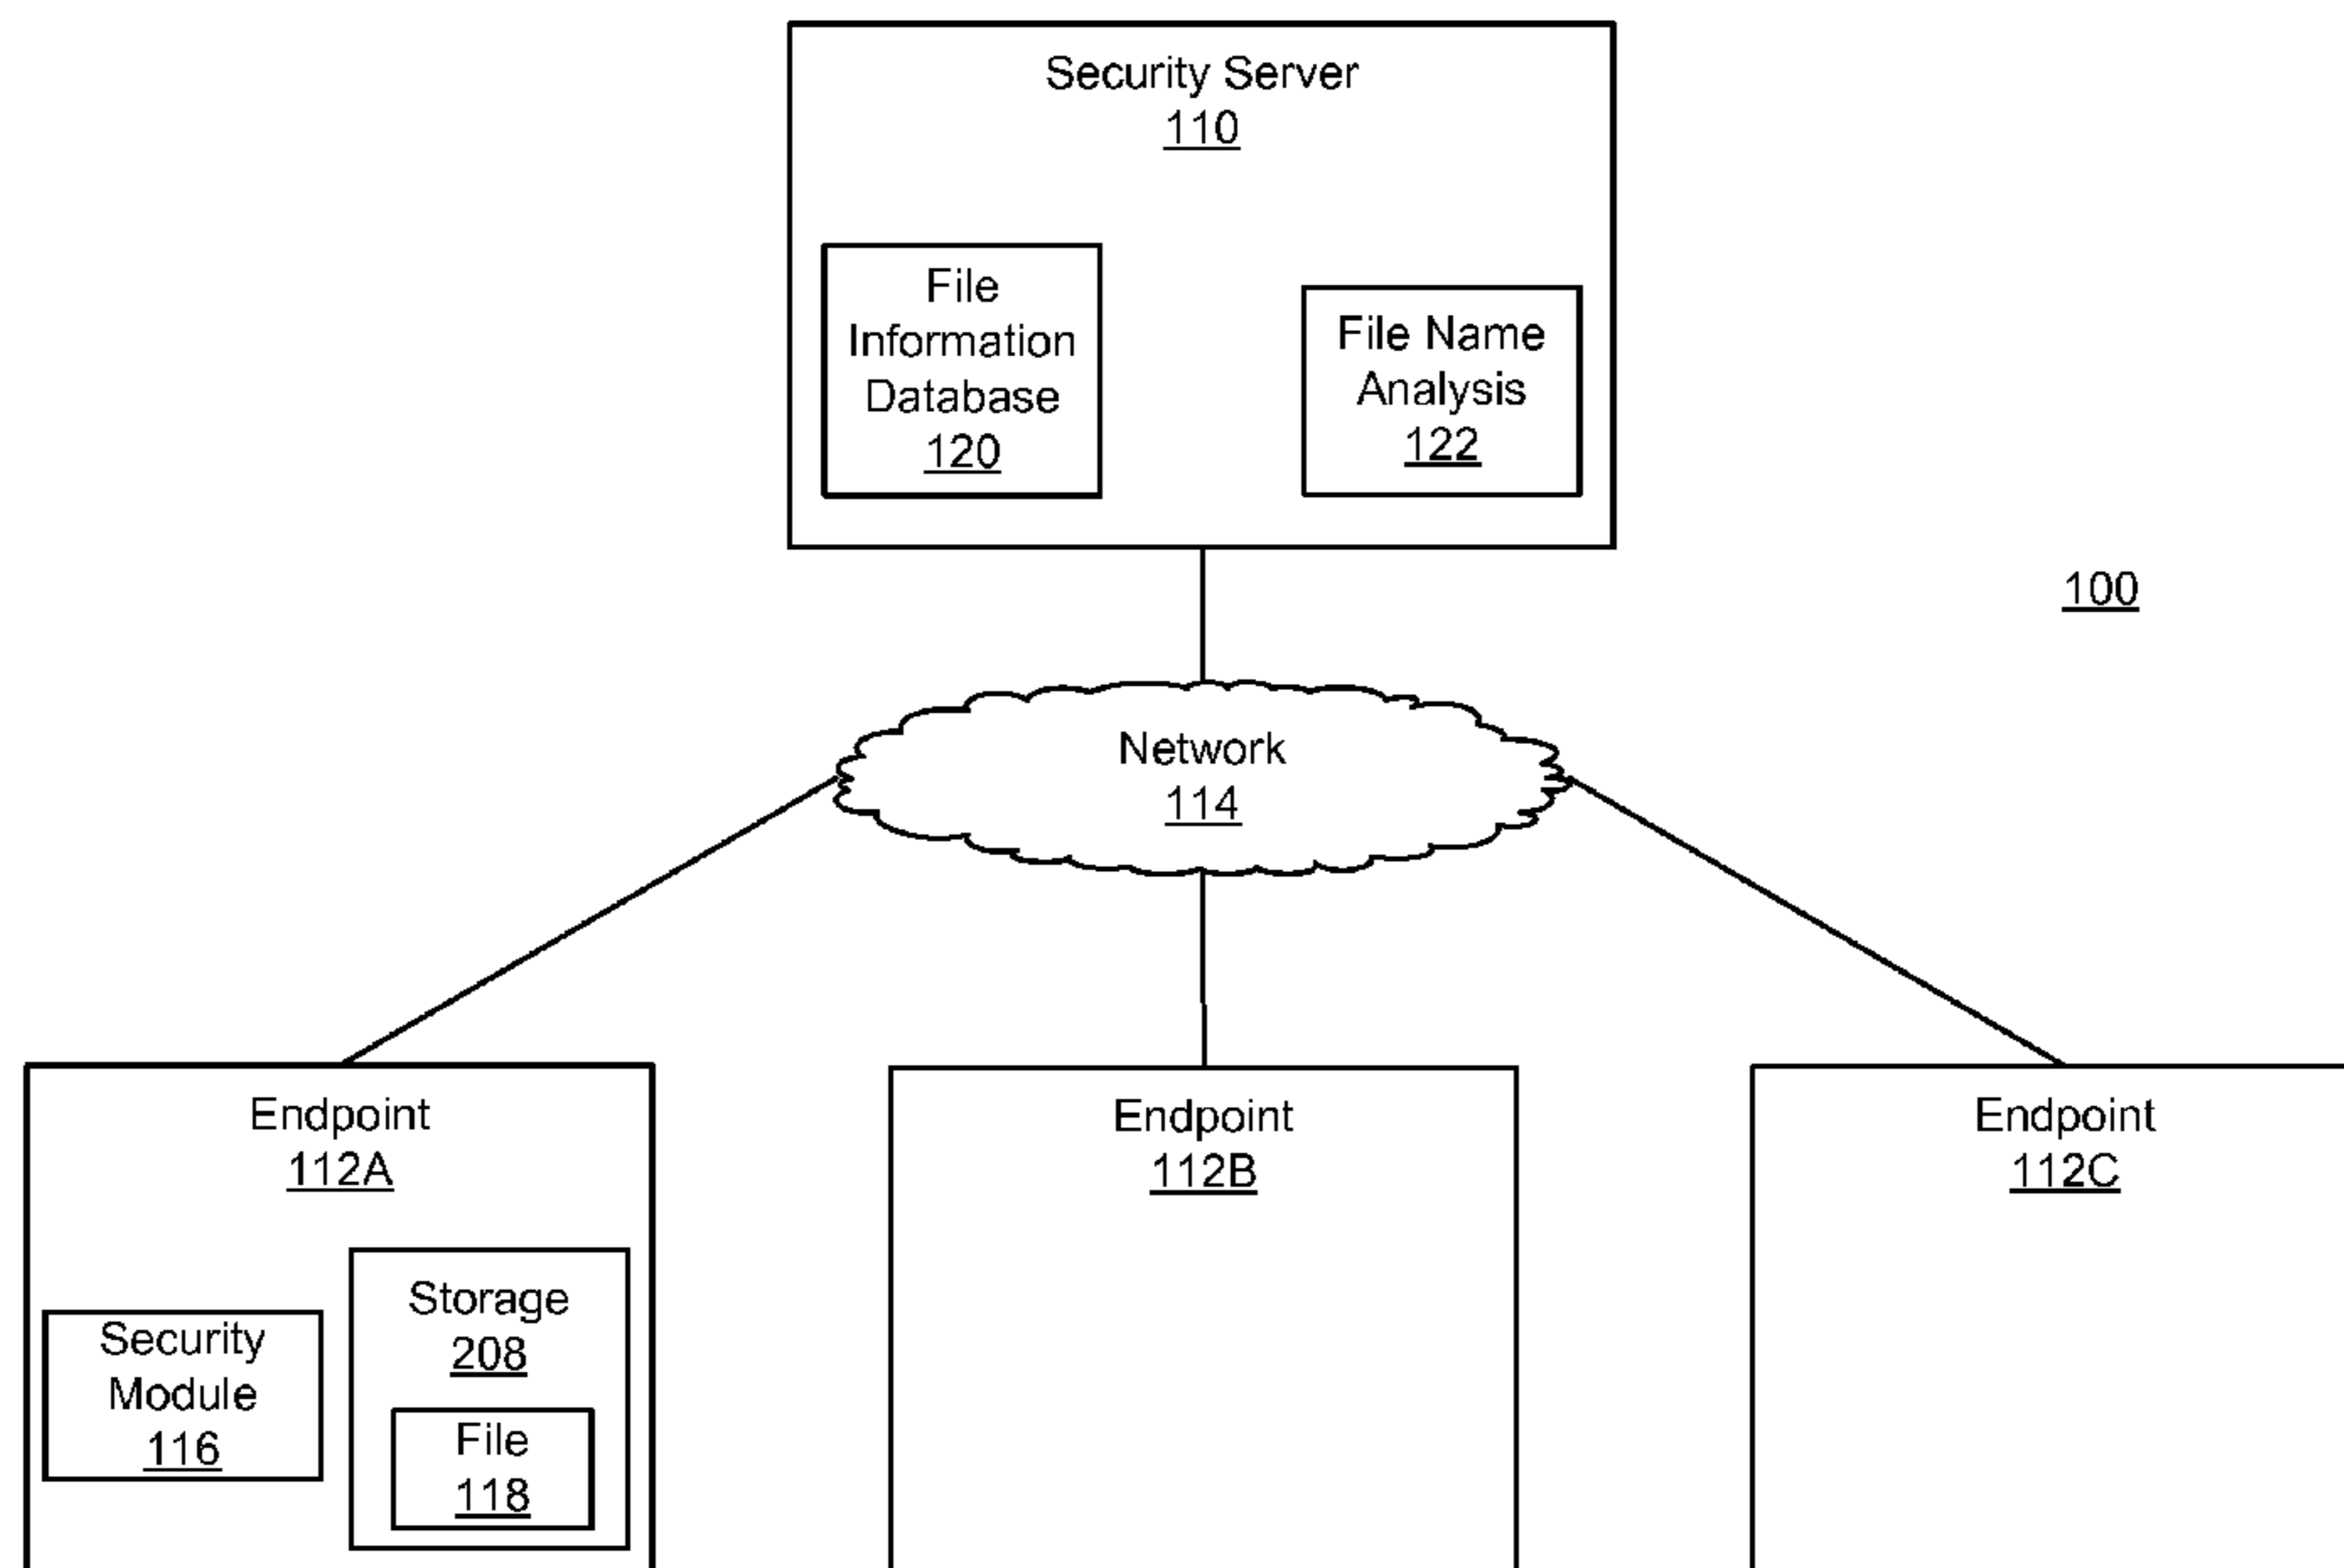 Security Server
110
File
Information
Database
120
File Name
Analysis
122
100
Network
114
Endpoint
112A
Security
Module
116
Storage
208
File
118
Endpoint
112B
Endpoint
112C